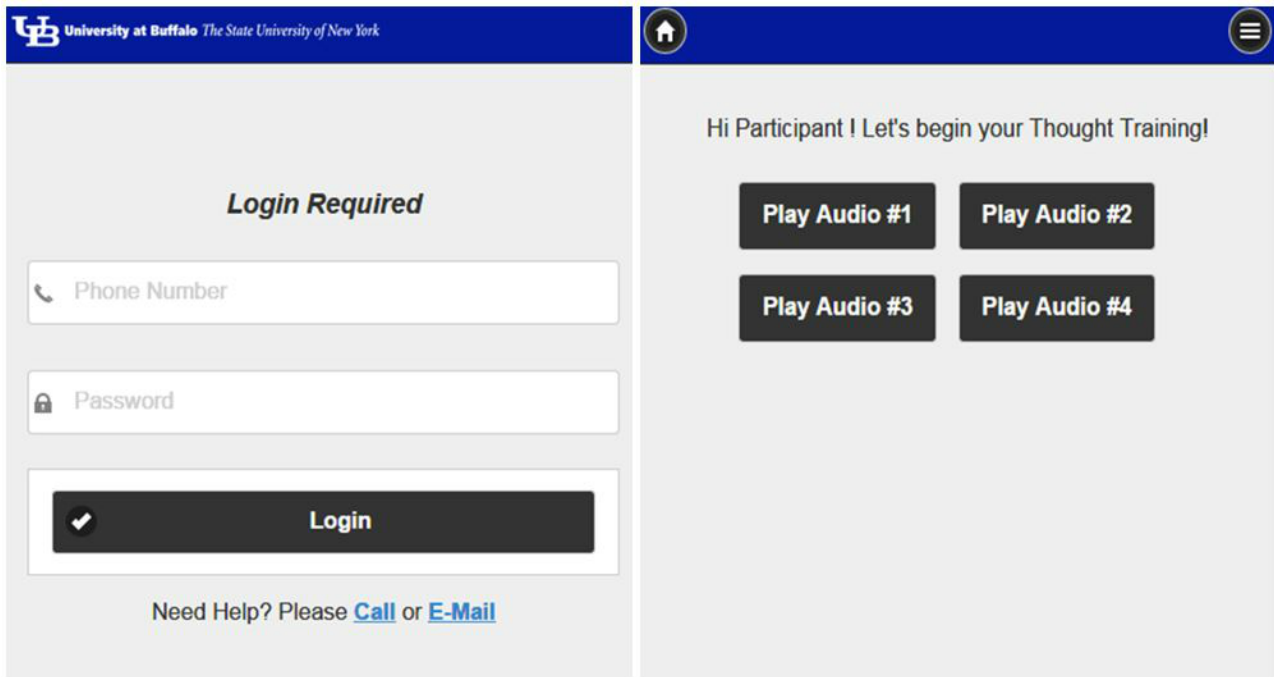 UB University at Buffalo The State University of New York
Login Required
Phone Number
Password
Login
Need Help? Please Call or E-Mail
Hi Participant ! Let's begin your Thought Training!
Play Audio #1 Play Audio #2
Play Audio #3 Play Audio #4